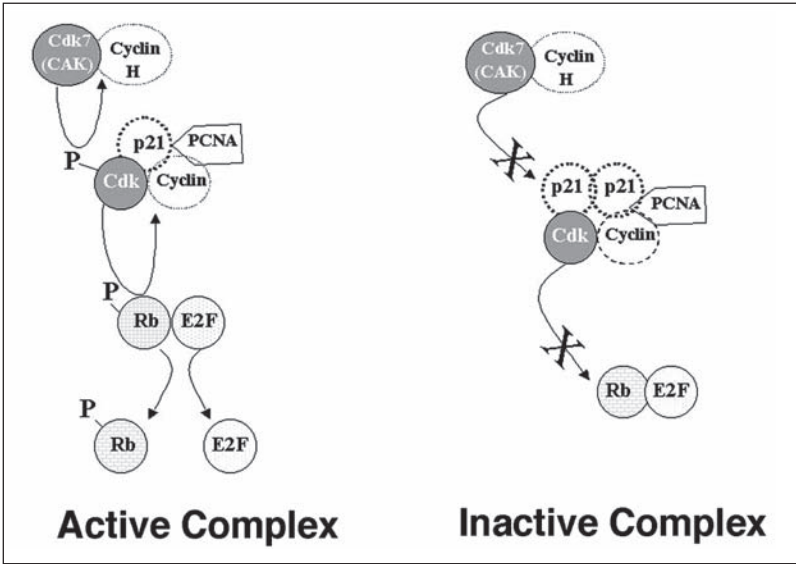 Cdk7
(CAK)
Cyclin
H
P
p21
PCNA
Cdk
Cyclin
P
Rb
E2F
P
Rb
E2F
Active Complex
Cdk7
(CAK)
Cyclin
H
X
p21
p21
PCNA
Cdk
Cyclin
X
Rb
E2F
Inactive Complex